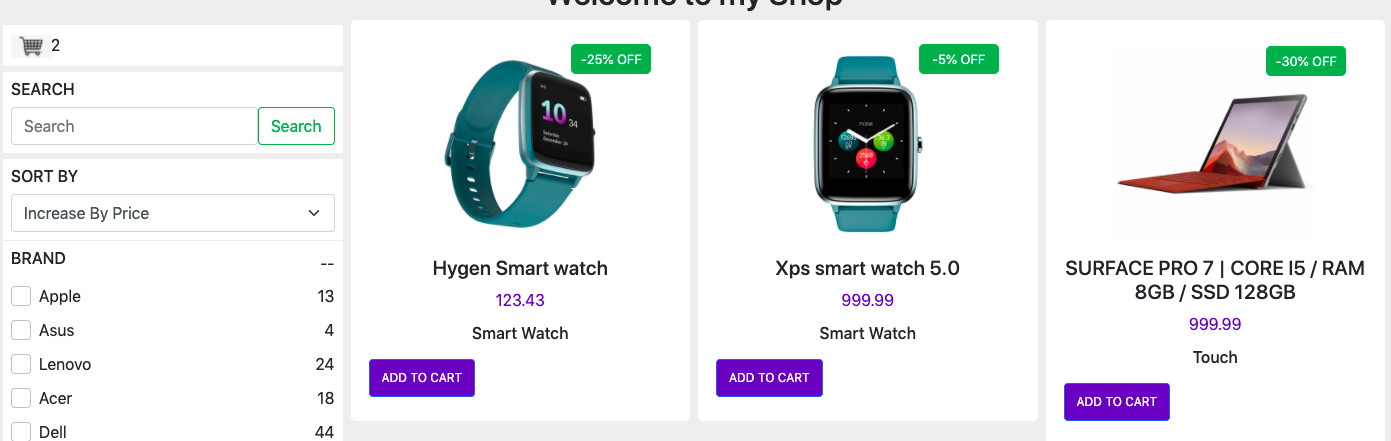 Welcome to my Shop
2
SEARCH
Search
Search
SORT BY
Increase By Price
BRAND
--
Apple
13
Asus
4
Lenovo
24
Acer
18
Dell
44
-25% OFF
10
34
Hygen Smart watch
123.43
Smart Watch
ADD TO CART
-5% OFF
noise
Xps smart watch 5.0
999.99
Smart Watch
ADD TO CART
-30% OFF
SURFACE PRO 7 | CORE I5 / RAM
8GB / SSD 128GB
999.99
Touch
ADD TO CART